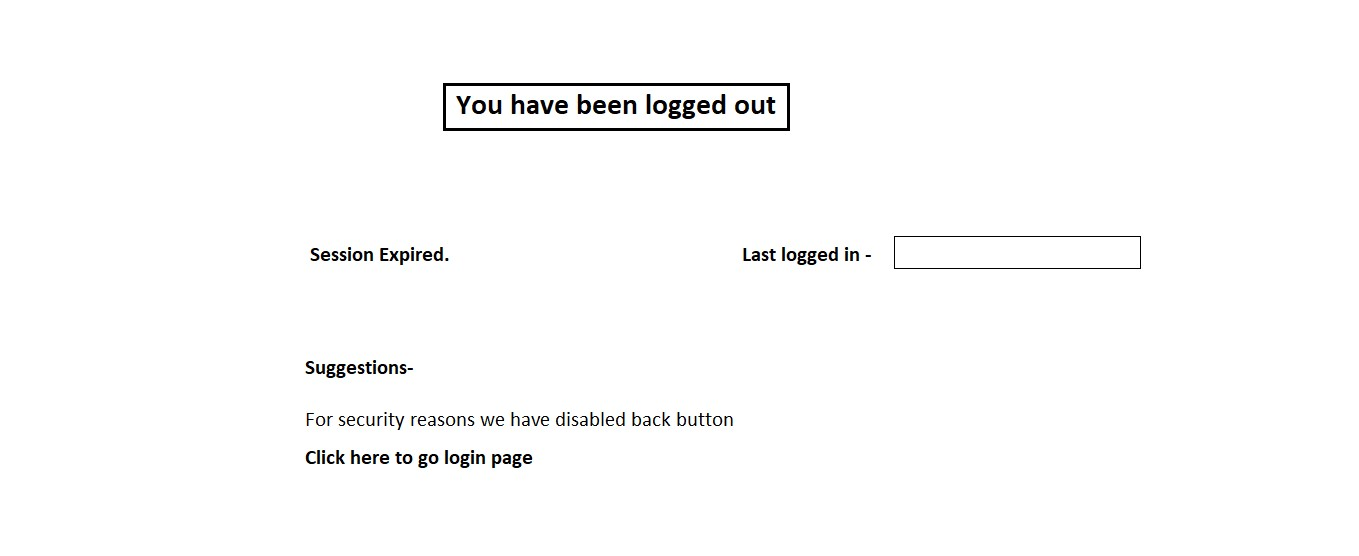 You have been logged out
Session Expired.
Last logged in -
Suggestions-
For security reasons we have disabled back button
Click here to go login page